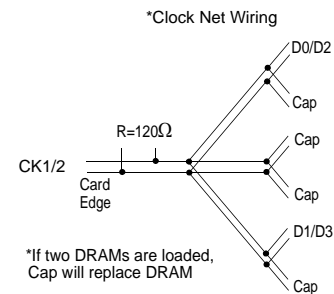 *Clock Net Wiring
D0/D2
Cap
R=120Ω
Cap
CK1/2
Card
Edge
Cap
D1/D3
*If two DRAMs are loaded,
Cap will replace DRAM
Cap